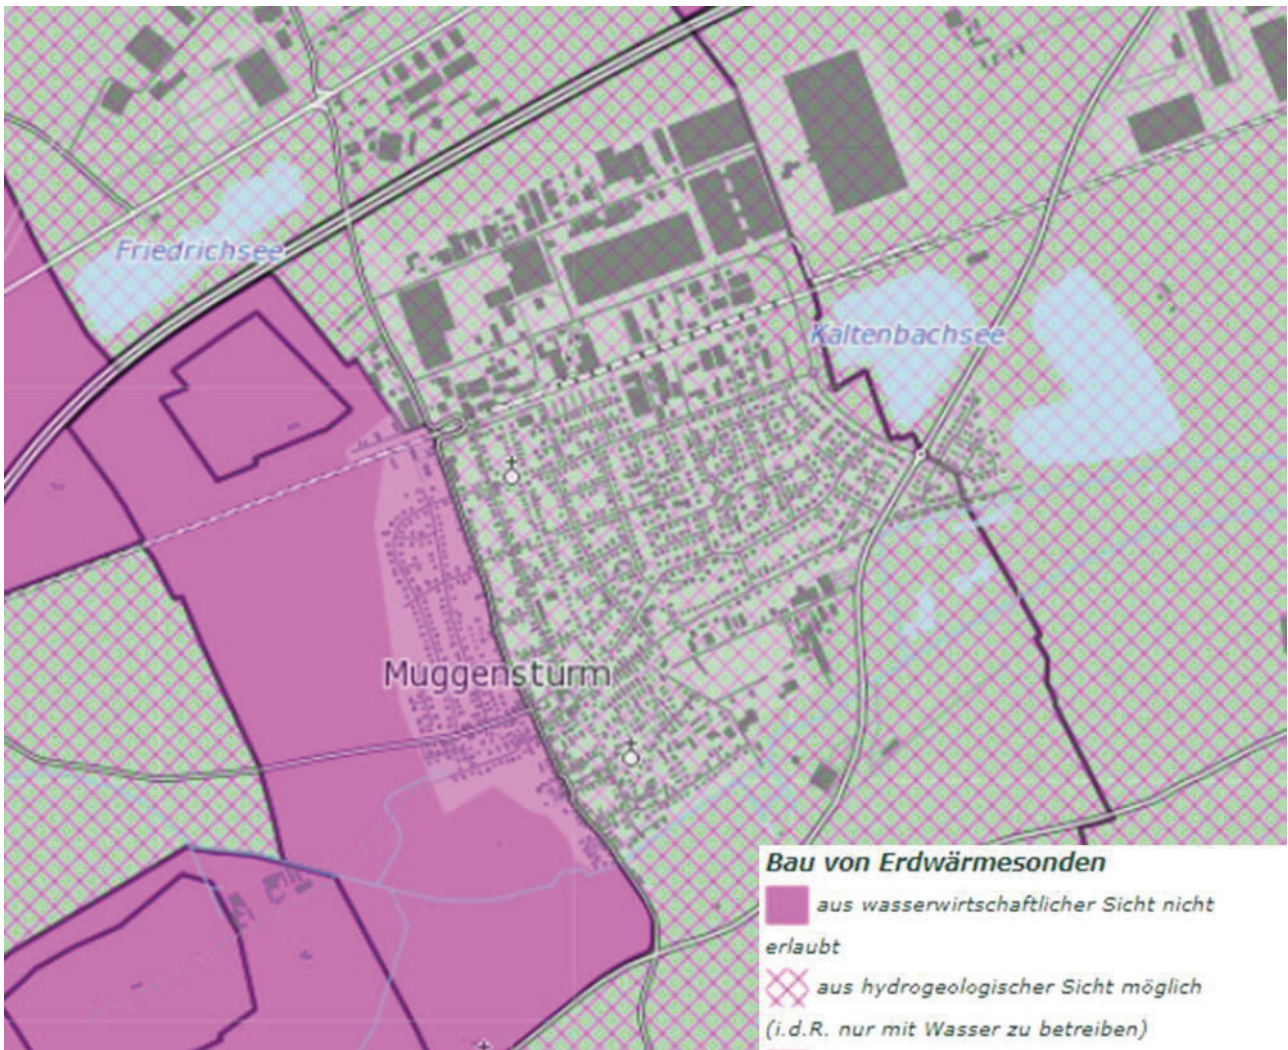 Friedrichsee
Kaltenbachsee
Muggensturm
Bau von Erdwärmesonden
aus wasserwirtschaftlicher Sicht nicht
erlaubt
aus hydrogeologischer Sicht möglich
(i.d.R. nur mit Wasser zu betreiben)